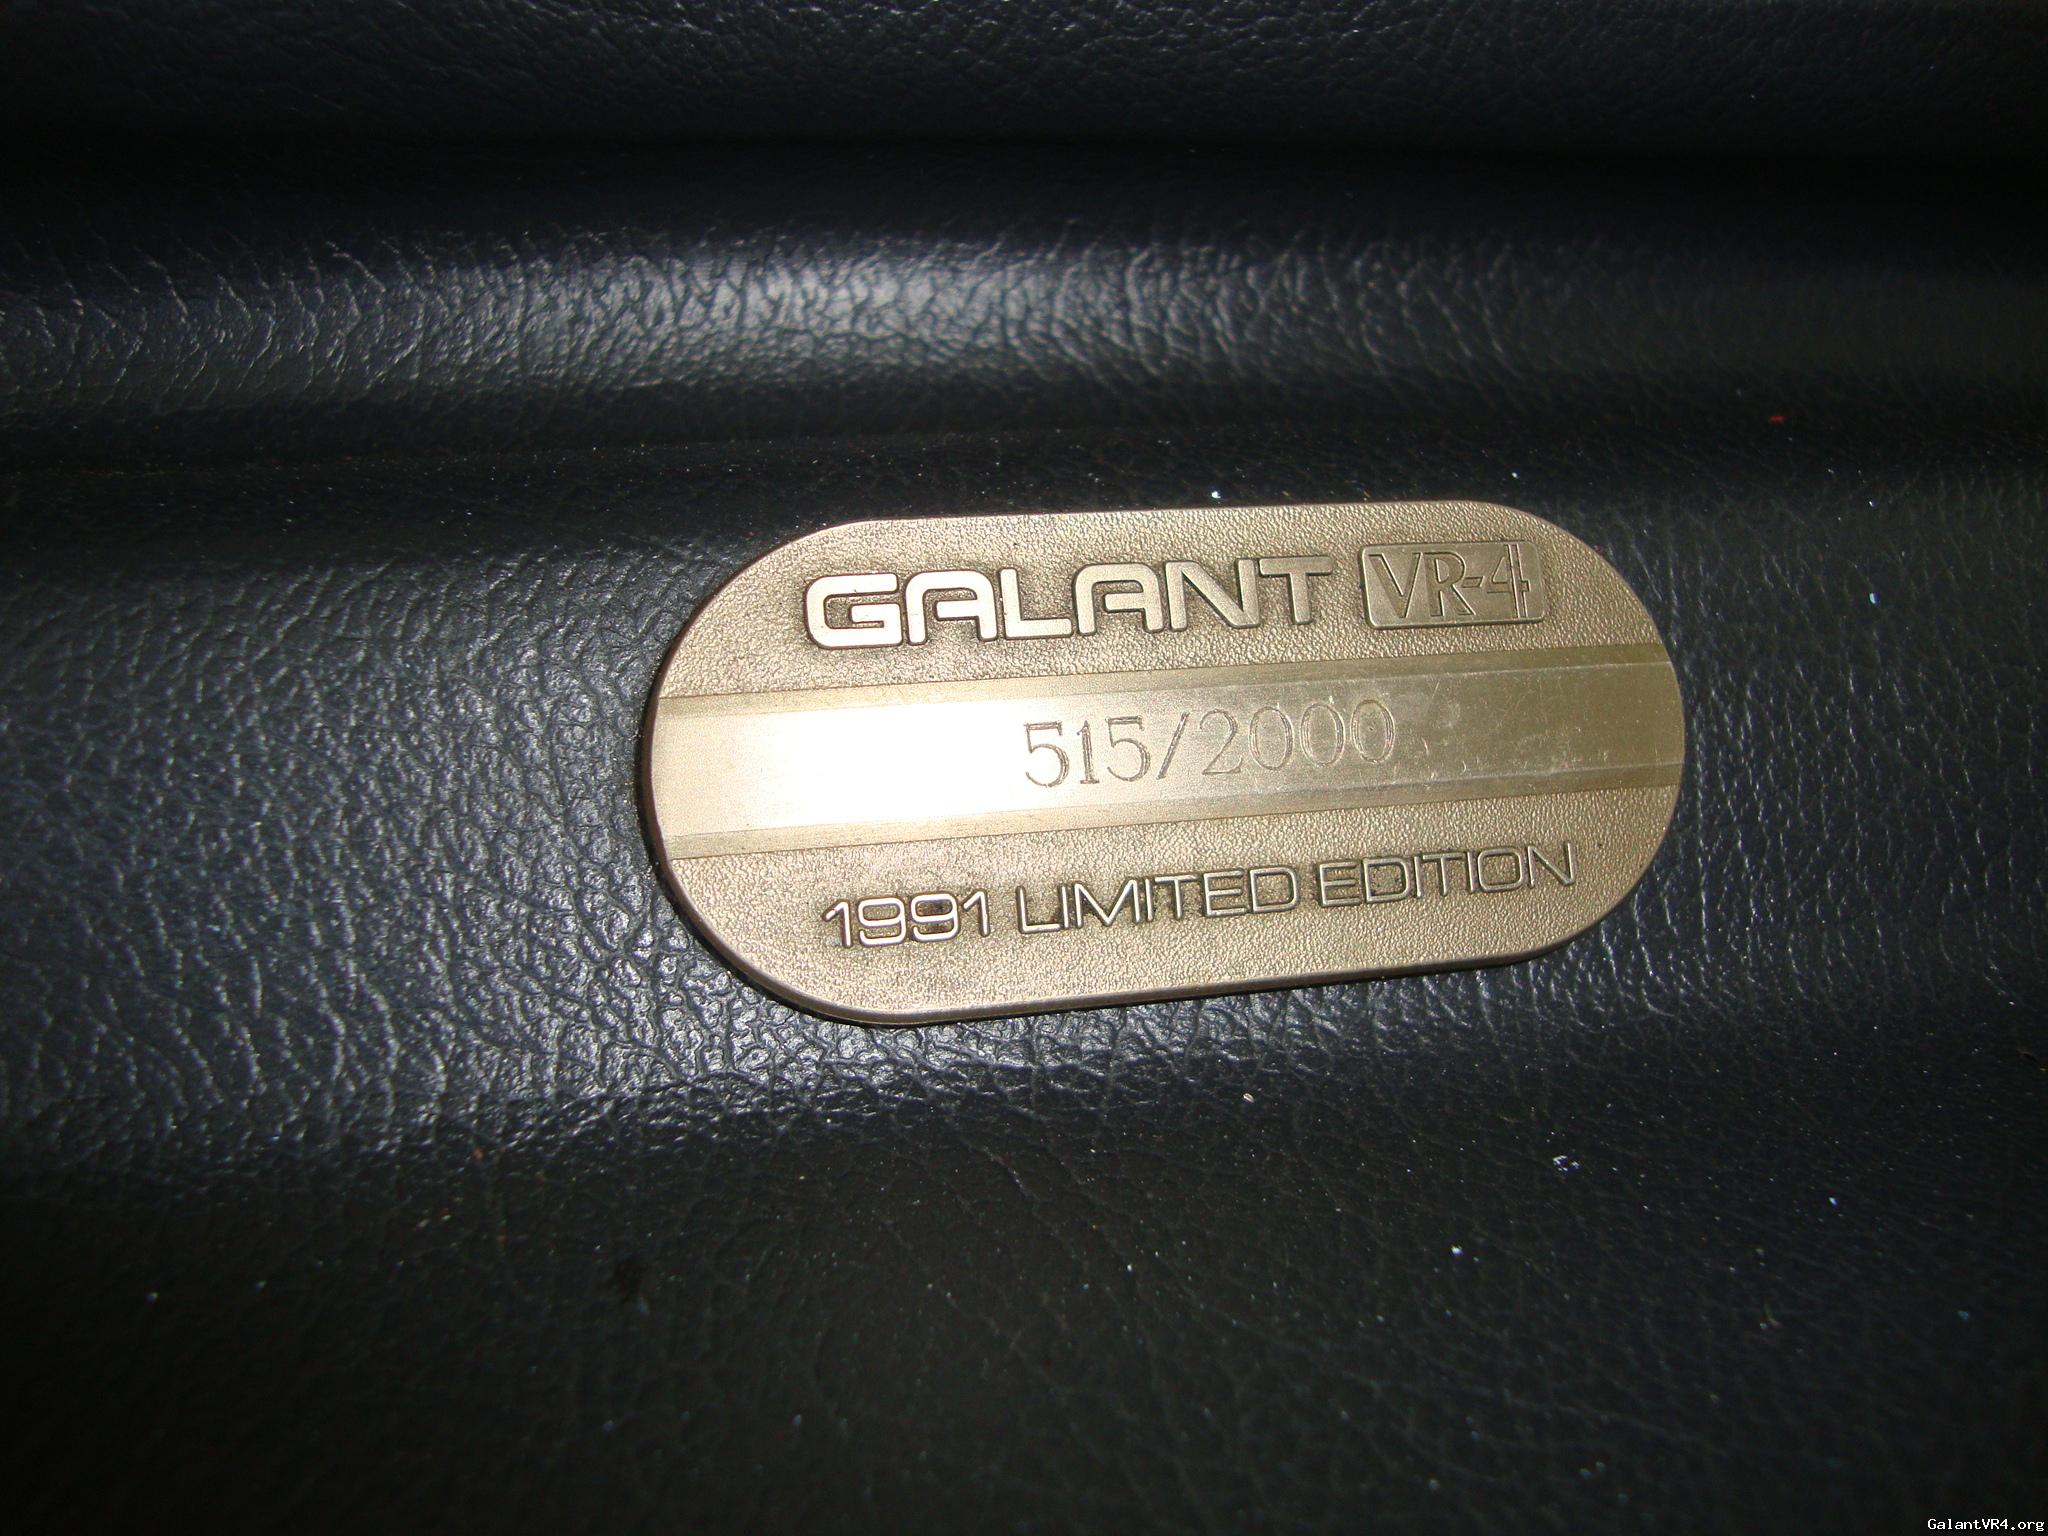 GALANT VR-4
515/2000
1991 LIMITED EDITION
GalantVR4.org